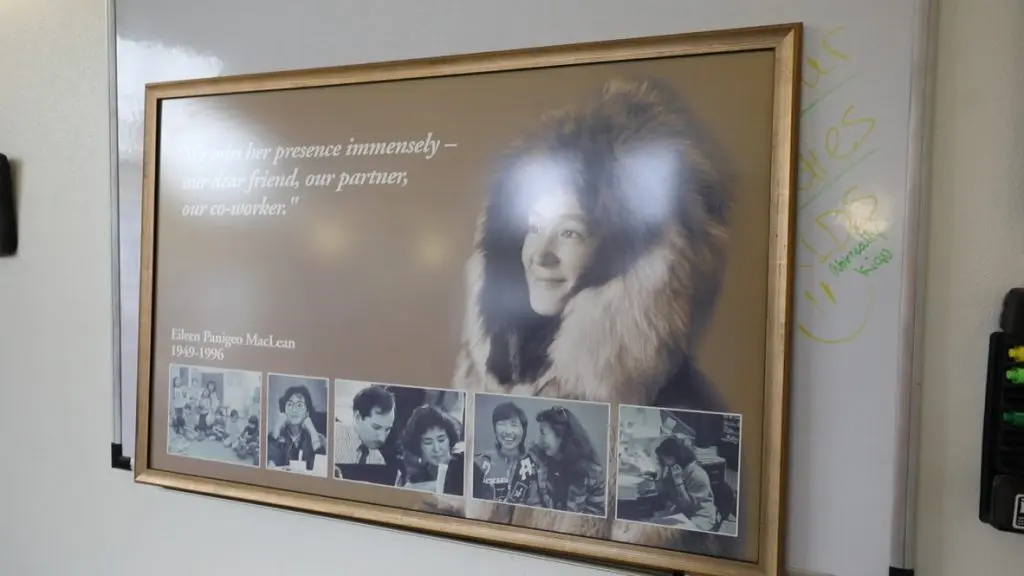 her presence immensely –
our dear friend, our partner,
our co-worker."
Eileen Panigeo MacLean
1949-1996